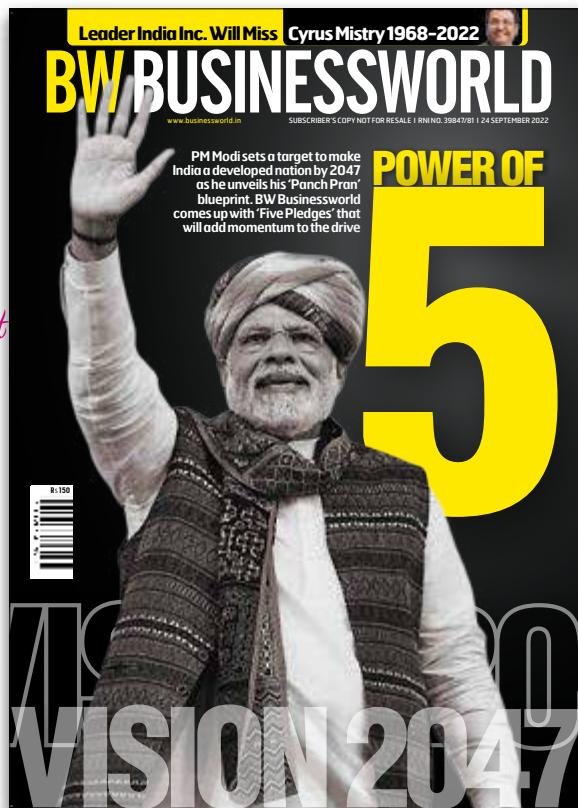 Leader India Inc. Will Miss Cyrus Mistry 1968-2022
BW BUSINESSWORLD
www.businessworld.in SUBSCRIBER'S COPY NOT FOR RESALE I RNI NO. 39847/81 I 24 SEPTEMBER 2022
PM Modi sets a target to make
India a developed nation by 2047
as he unveils his 'Panch Pran'
blueprint. BW Businessworld
comes up with 'Five Pledges' that
will add momentum to the drive
POWER OF
5
Rs 150
VISION 2047